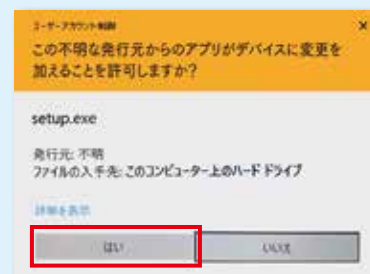 ユーザーアカウント制御
×
この不明な発行元からのアプリがデバイスに変更を
加えることを許可しますか？
setup.exe
発行元: 不明
ファイルの入手先: このコンピューター上のハード ドライブ
詳細を表示
はい
いいえ